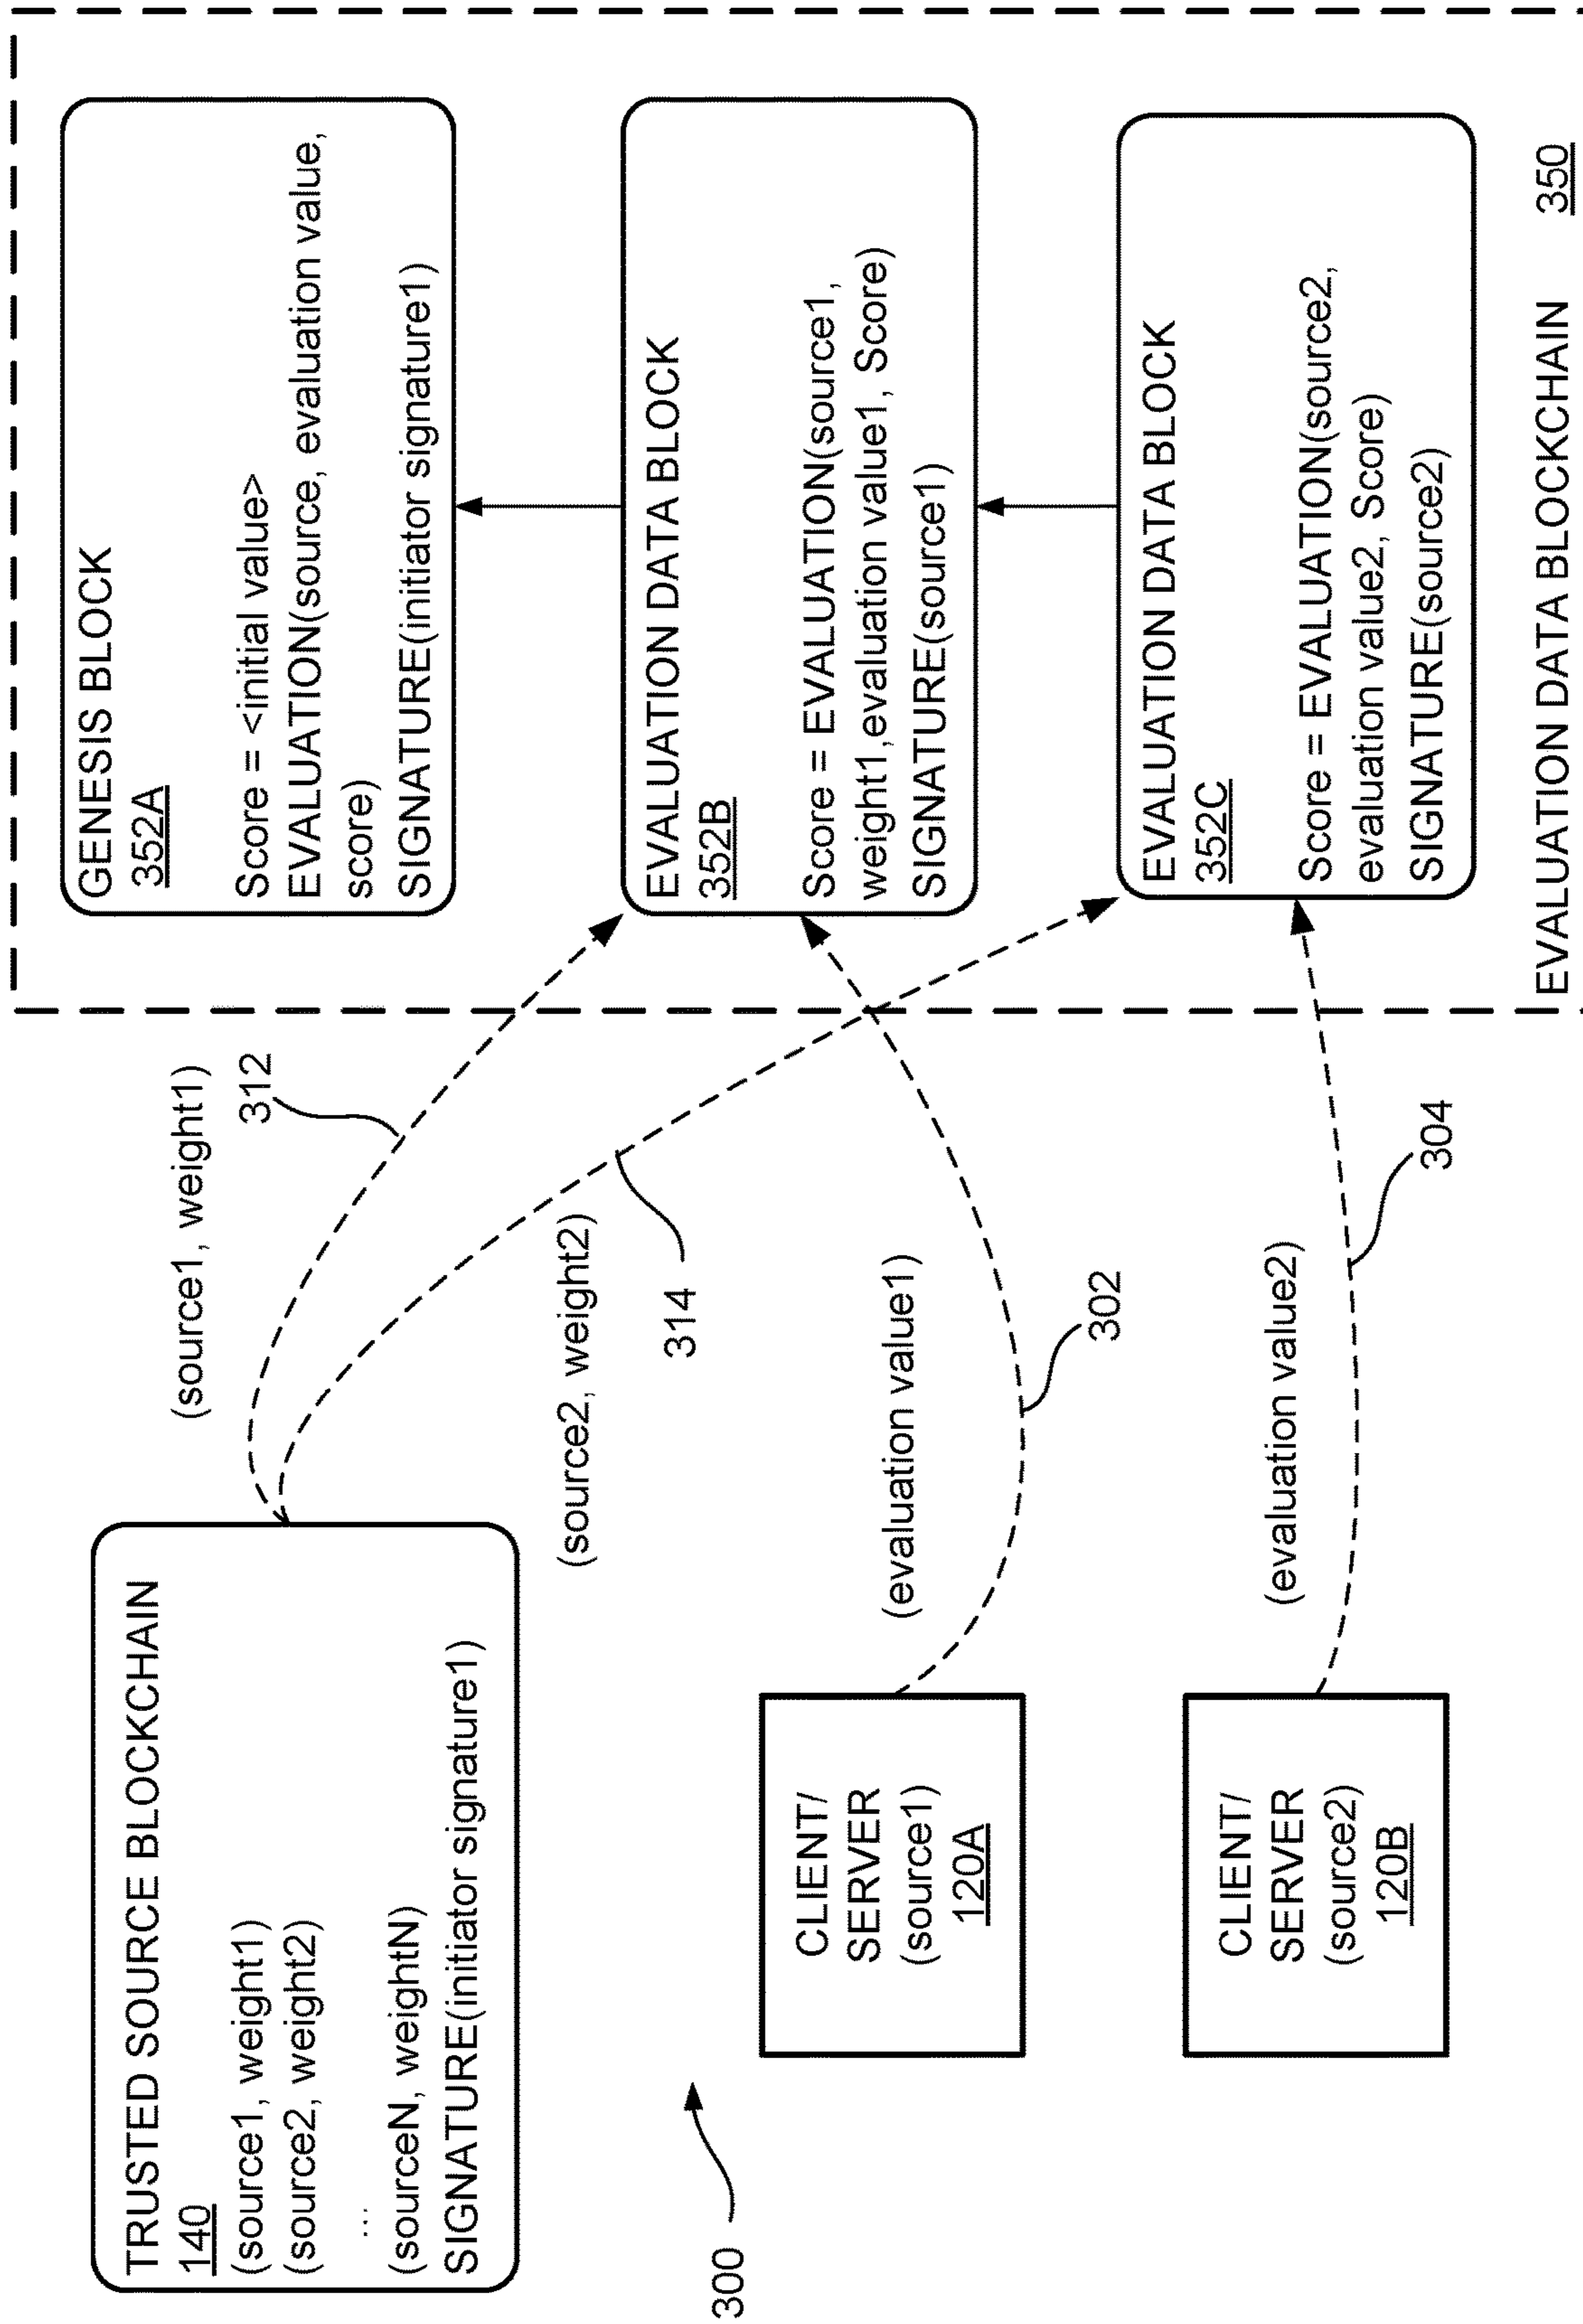 TRUSTED SOURCE BLOCKCHAIN
140
(source1, weight1)
(source2, weight2)
...
(sourceN, weightN)
SIGNATURE(initiator signature1)
(source1, weight1)
312
(source2, weight2)
314
300
CLIENT/
SERVER
(source1)
120A
(evaluation value1)
302
CLIENT/
SERVER
(source2)
120B
(evaluation value2)
304
GENESIS BLOCK
352A
Score = <initial value>
EVALUATION(source, evaluation value,
score)
SIGNATURE(initiator signature1)
EVALUATION DATA BLOCK
352B
Score = EVALUATION(source1,
weight1,evaluation value1, Score)
SIGNATURE(source1)
EVALUATION DATA BLOCK
352C
Score = EVALUATION(source2,
evaluation value2, Score)
SIGNATURE(source2)
EVALUATION DATA BLOCKCHAIN 350